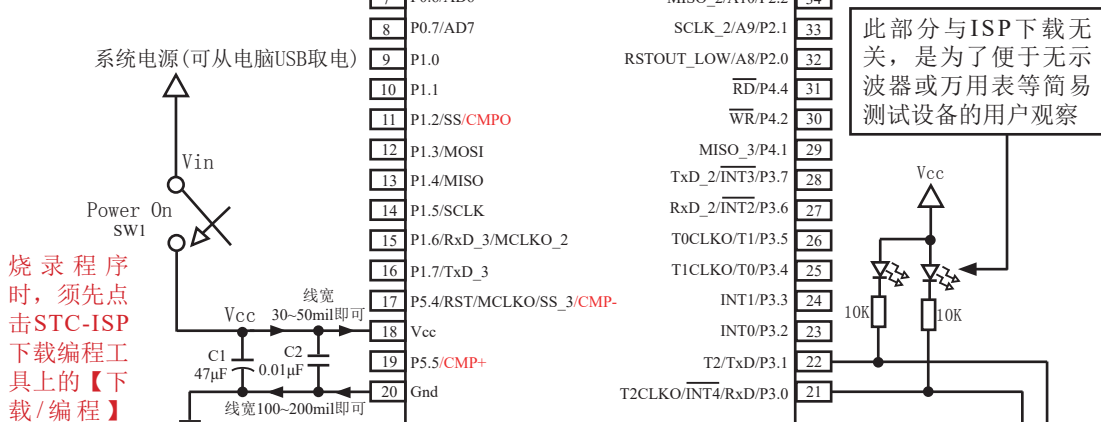 7 P0.6/AD6
8 P0.7/AD7
9 P1.0
10 P1.1
11 P1.2/SS/CMPO
12 P1.3/MOSI
13 P1.4/MISO
14 P1.5/SCLK
15 P1.6/RxD_3/MCLKO_2
16 P1.7/TxD_3
17 P5.4/RST/MCLKO/SS_3/CMP-
18 Vcc
19 P5.5/CMP+
20 Gnd
MISO_2/A10/P2.2 34
SCLK_2/A9/P2.1 33
RSTOUT_LOW/A8/P2.0 32
RD/P4.4 31
WR/P4.2 30
MISO_3/P4.1 29
TxD_2/INT3/P3.7 28
RxD_2/INT2/P3.6 27
T0CLKO/T1/P3.5 26
T1CLKO/T0/P3.4 25
INT1/P3.3 24
INT0/P3.2 23
T2/TxD/P3.1 22
T2CLKO/INT4/RxD/P3.0 21
系统电源(可从电脑USB取电)
Vin
Power On
SW1
烧录程序
时，须先点
击STC-ISP
下载编程工
具上的【下
载/编程】
线宽
30~50mil即可
Vcc
C1
47μF
C2
0.01μF
线宽100~200mil即可
此部分与ISP下载无
关，是为了便于无示
波器或万用表等简易
测试设备的用户观察
Vcc
10K
10K